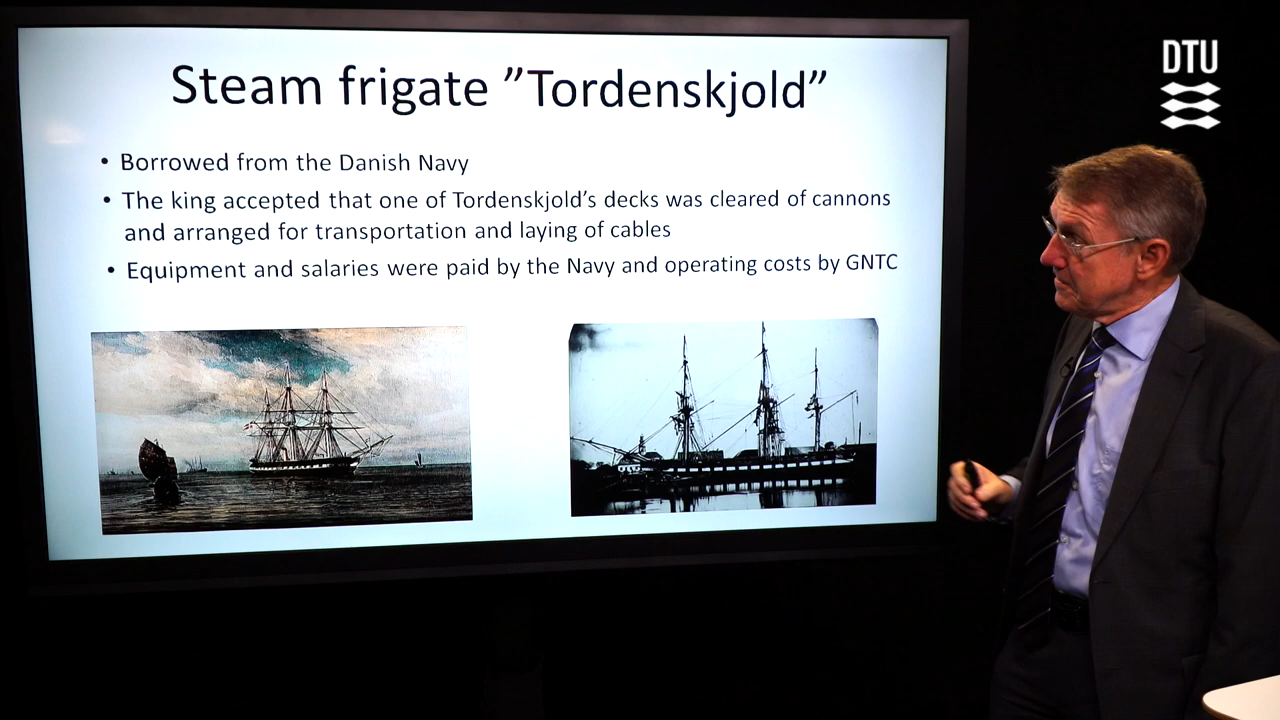 DTU
Steam frigate ”Tordenskjold”
• Borrowed from the Danish Navy
• The king accepted that one of Tordenskjold’s decks was cleared of cannons
and arranged for transportation and laying of cables
• Equipment and salaries were paid by the Navy and operating costs by GNTC